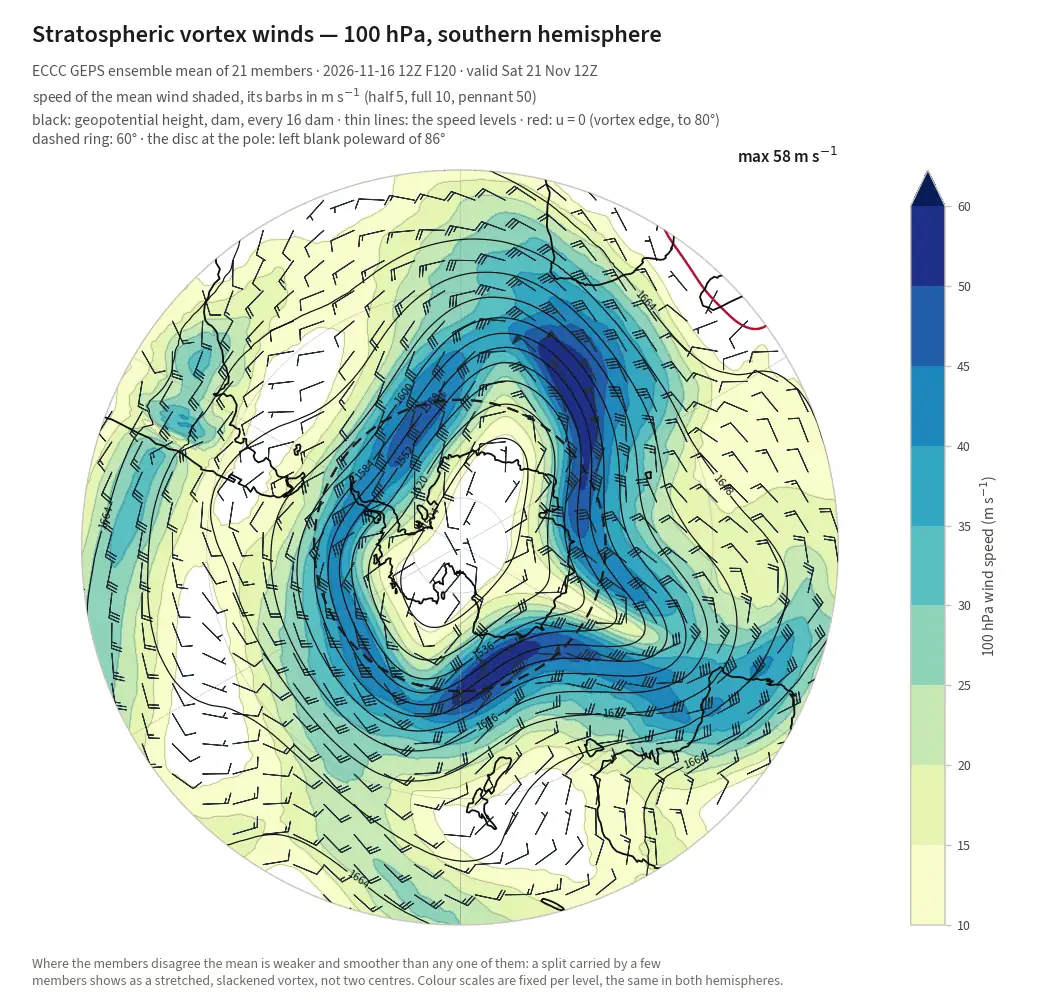 Stratospheric vortex winds — 100 hPa, southern hemisphere
ECCC GEPS ensemble mean of 21 members · 2026-11-16 12Z F120 · valid Sat 21 Nov 12Z
speed of the mean wind shaded, its barbs in m s⁻¹ (half 5, full 10, pennant 50)
black: geopotential height, dam, every 16 dam · thin lines: the speed levels · red: u = 0 (vortex edge, to 80°)
dashed ring: 60° · the disc at the pole: left blank poleward of 86°
max 58 m s⁻¹
60
50
45
40
35
30
25
20
15
10
100 hPa wind speed (m s⁻¹)
1664
1664
1536
1664
1664
Where the members disagree the mean is weaker and smoother than any one of them: a split carried by a few
members shows as a stretched, slackened vortex, not two centres. Colour scales are fixed per level, the same in both hemispheres.